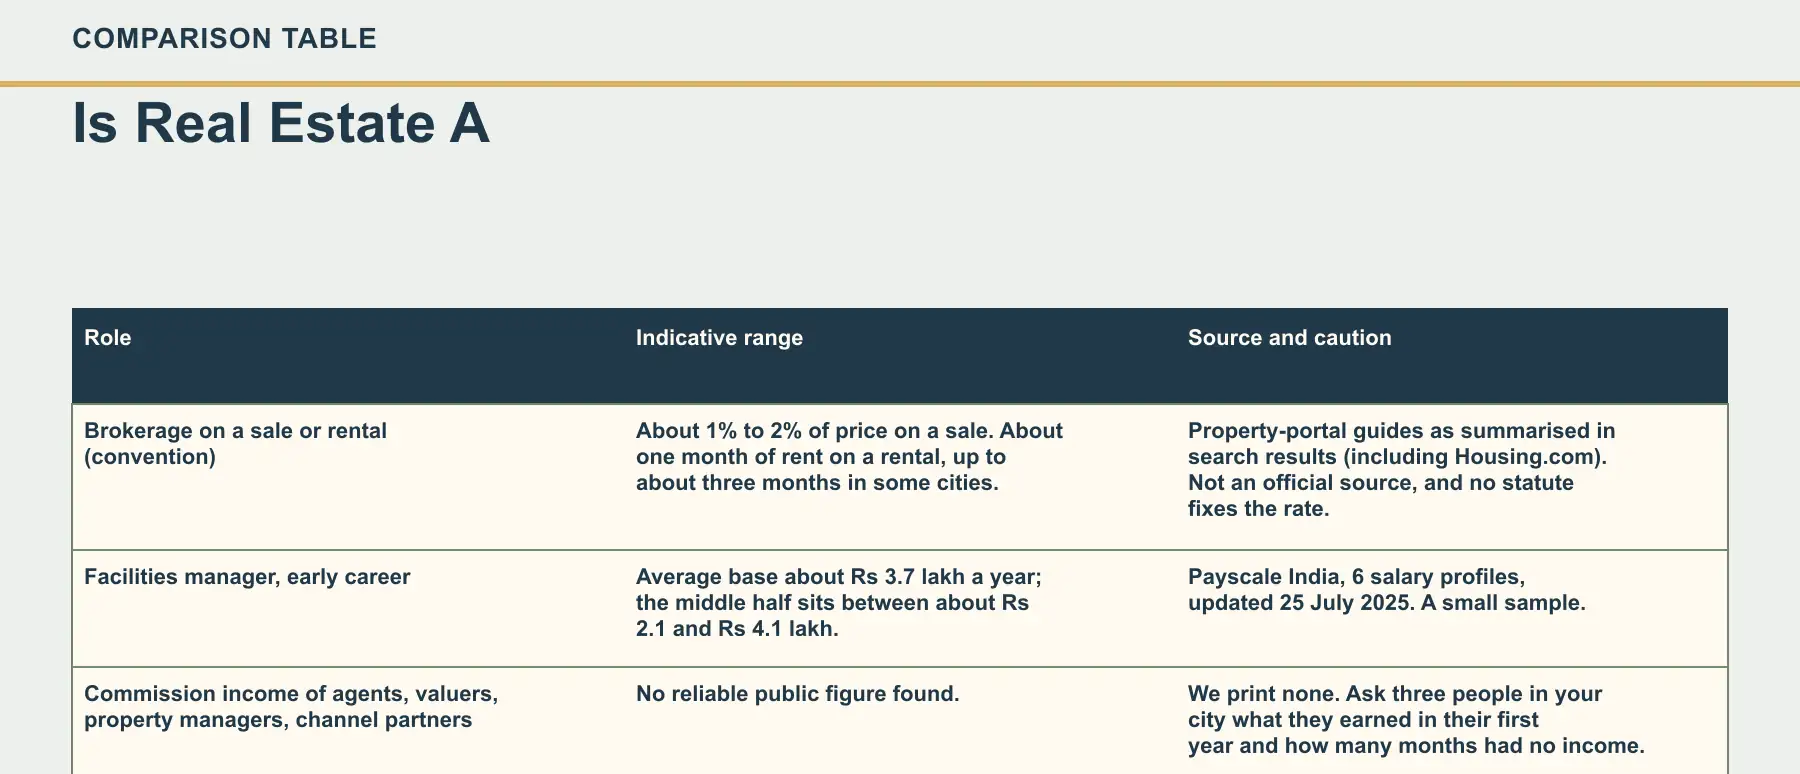 COMPARISON TABLE
Is Real Estate A
Role
Indicative range
Source and caution
Brokerage on a sale or rental
(convention)
About 1% to 2% of price on a sale. About
one month of rent on a rental, up to
about three months in some cities.
Property-portal guides as summarised in
search results (including Housing.com).
Not an official source, and no statute
fixes the rate.
Facilities manager, early career
Average base about Rs 3.7 lakh a year;
the middle half sits between about Rs
2.1 and Rs 4.1 lakh.
Payscale India, 6 salary profiles,
updated 25 July 2025. A small sample.
Commission income of agents, valuers,
property managers, channel partners
No reliable public figure found.
We print none. Ask three people in your
city what they earned in their first
year and how many months had no income.